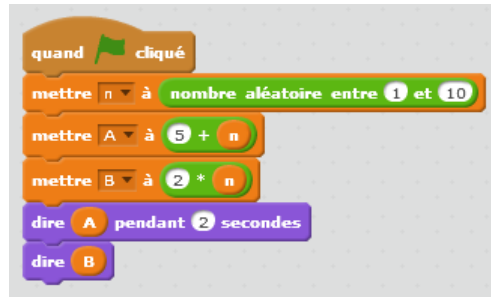 quand cliqué
mettre n à nombre aléatoire entre 1 et 10
mettre A à 5 + n
mettre B à 2 * n
dire A pendant 2 secondes
dire B